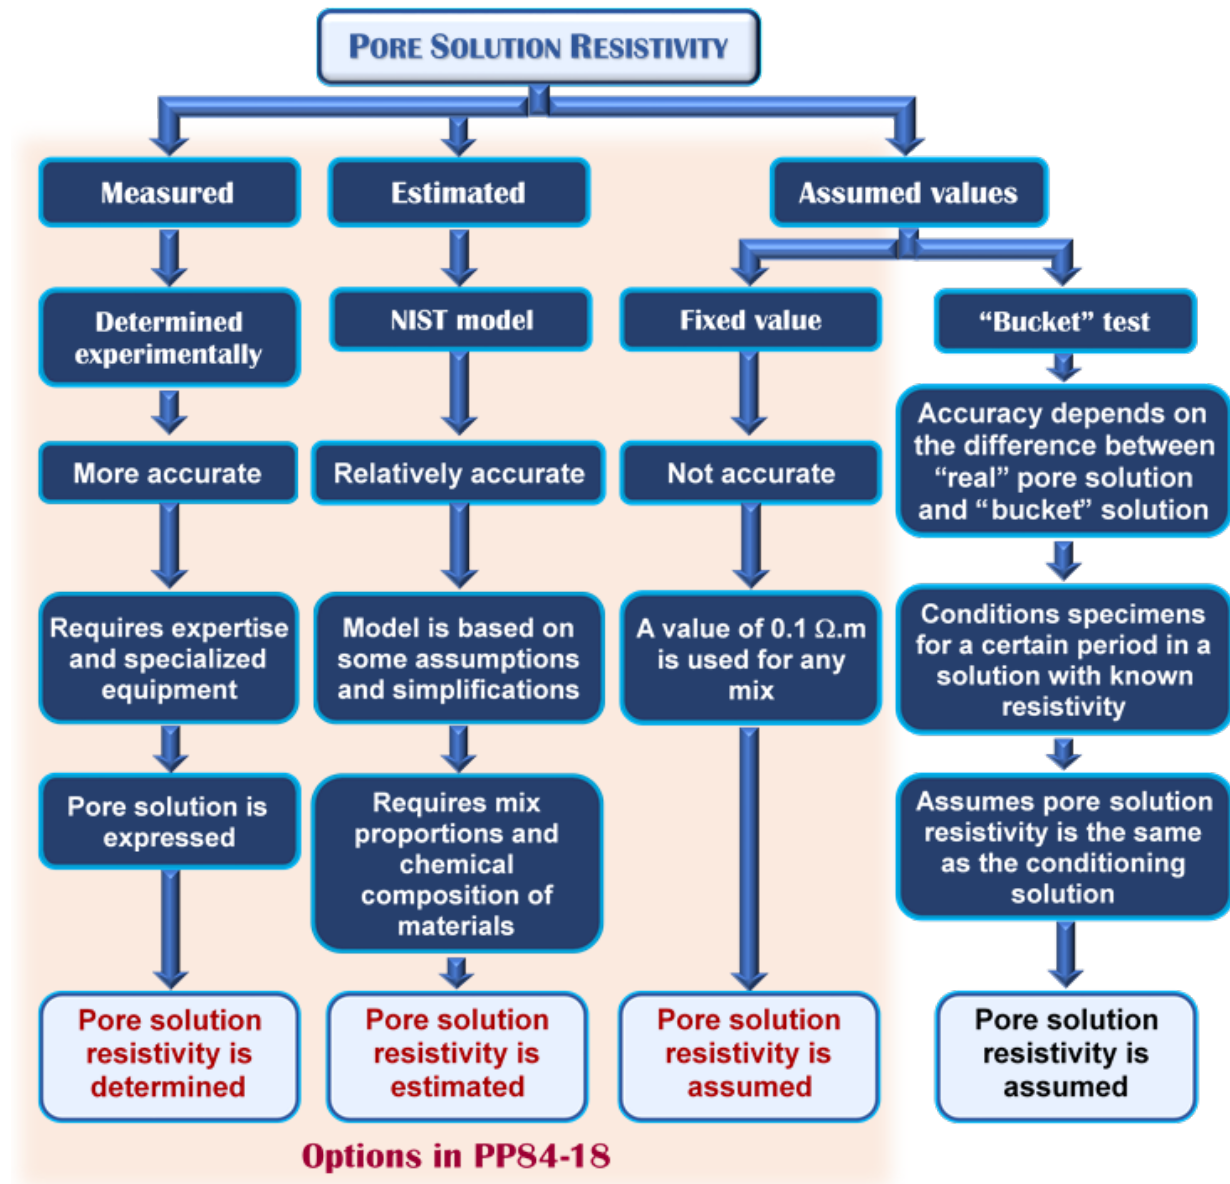 PORE SOLUTION RESISTIVITY
Measured
Estimated
Assumed values
Determined
experimentally
NIST model
Fixed value
“Bucket” test
More accurate
Relatively accurate
Not accurate
Accuracy depends on
the difference between
“real” pore solution
and “bucket” solution
Requires expertise
and specialized
equipment
Model is based on
some assumptions
and simplifications
A value of 0.1 Ω.m
is used for any
mix
Conditions specimens
for a certain period in a
solution with known
resistivity
Pore solution is
expressed
Requires mix
proportions and
chemical
composition of
materials
Assumes pore solution
resistivity is the same
as the conditioning
solution
Pore solution
resistivity is
determined
Pore solution
resistivity is
estimated
Pore solution
resistivity is
assumed
Pore solution
resistivity is
assumed
Options in PP84-18